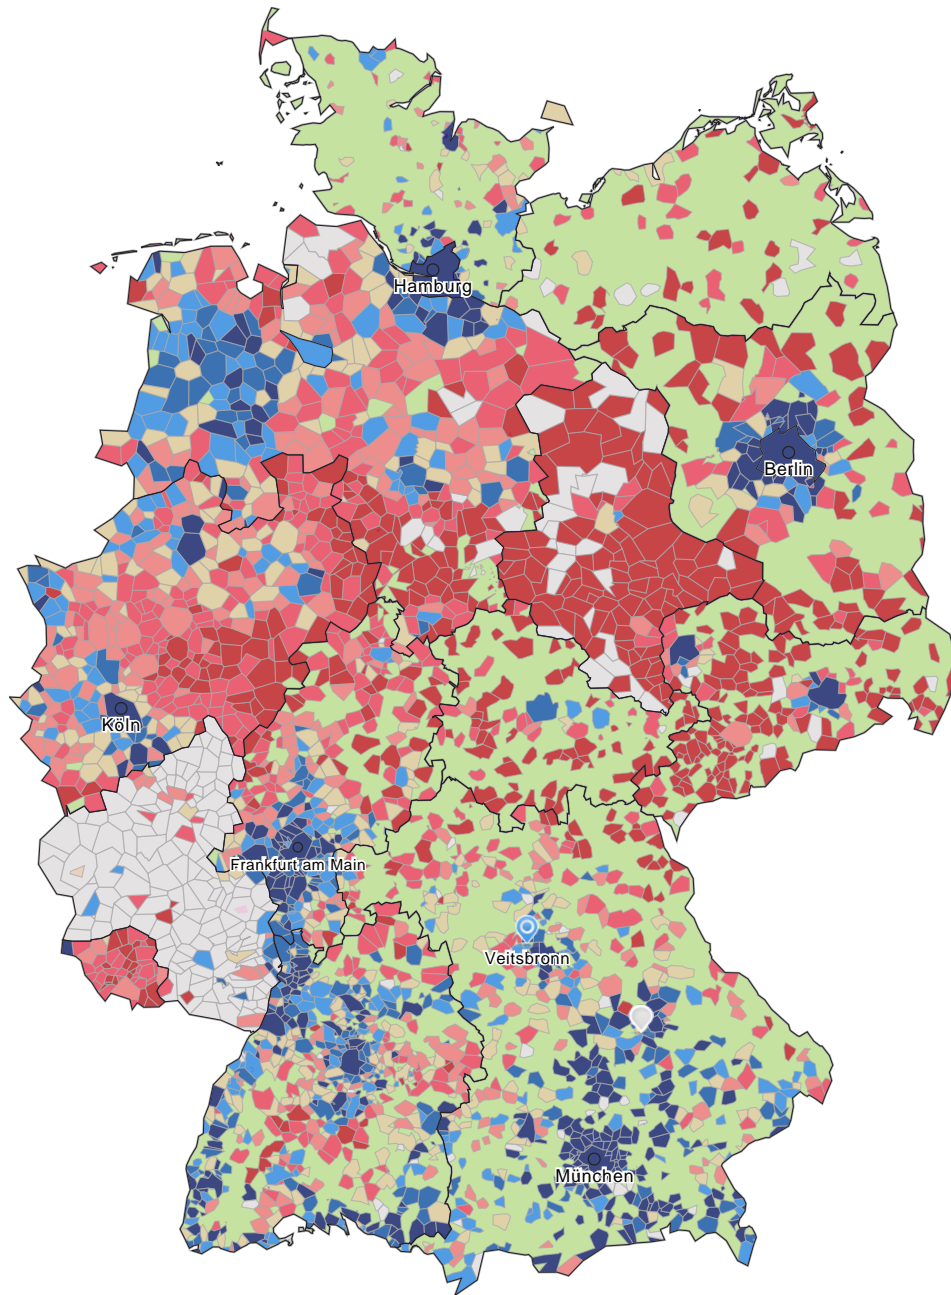 Hamburg
Berlin
Köln
Frankfurt am Main
Veitsbronn
München